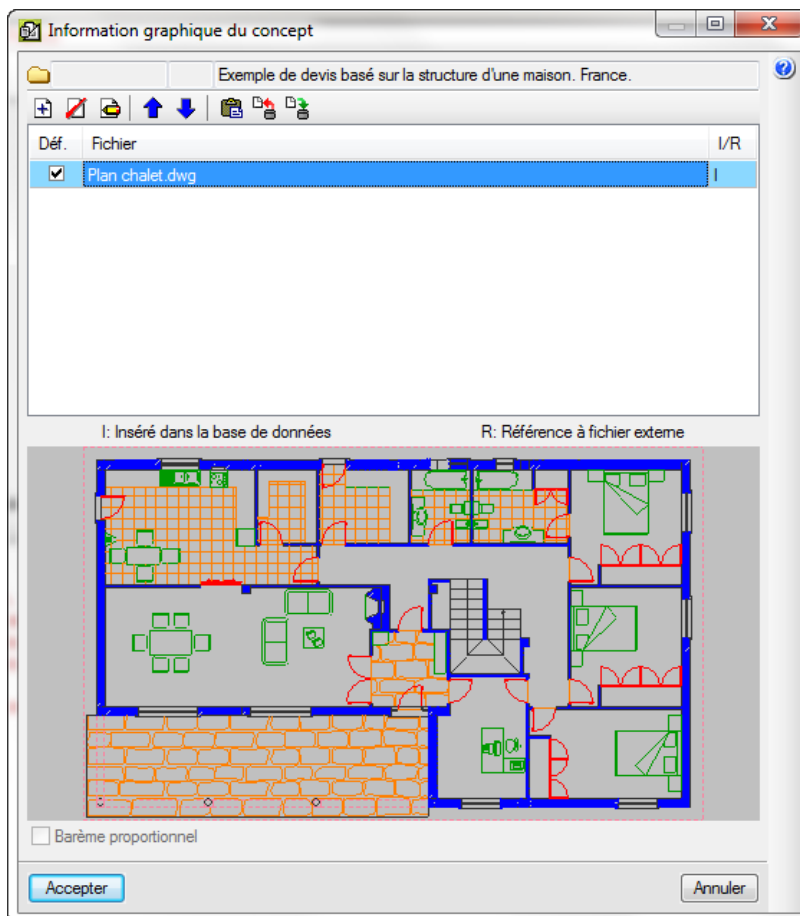 Information graphique du concept
Exemple de devis basé sur la structure d'une maison. France.
Déf. Fichier I/R
Plan chalet.dwg I
I: Inséré dans la base de données R: Référence à fichier externe
Barème proportionnel
Accepter Annuler